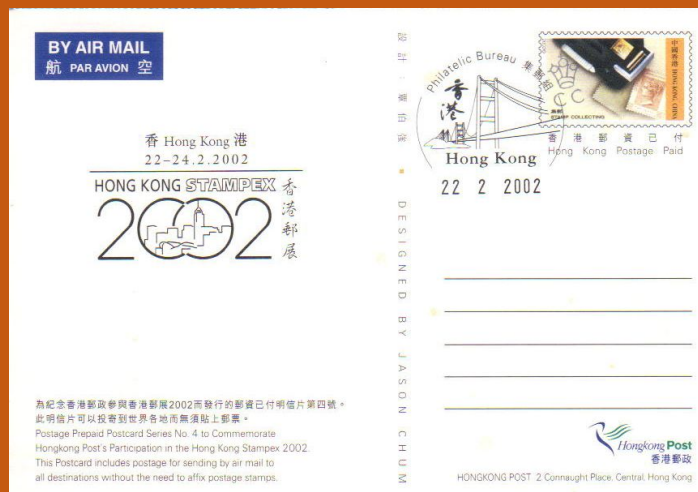 BY AIR MAIL
航 PAR AVION 空
香 Hong Kong 港
22-24.2.2002
HONG KONG STAMPEX
2002
香港郵展
為紀念香港郵政參與香港郵展2002而發行的郵資已付明信片第四號。
此明信片可以投寄到世界各地而無須貼上郵票。
Postage Prepaid Postcard Series No. 4 to Commemorate
Hongkong Post's Participation in the Hong Kong Stampex 2002.
This Postcard includes postage for sending by air mail to
all destinations without the need to affix postage stamps.
DESIGNED BY JASON CHUM
Philatelic Bureau 集郵組
香港
Hong Kong
22 2 2002
中國香港 HONG KONG, CHINA
STAMP COLLECTING
香港郵資已付
Hong Kong Postage Paid
Hongkong Post
香港郵政
HONGKONG POST 2 Connaught Place, Central, Hong Kong